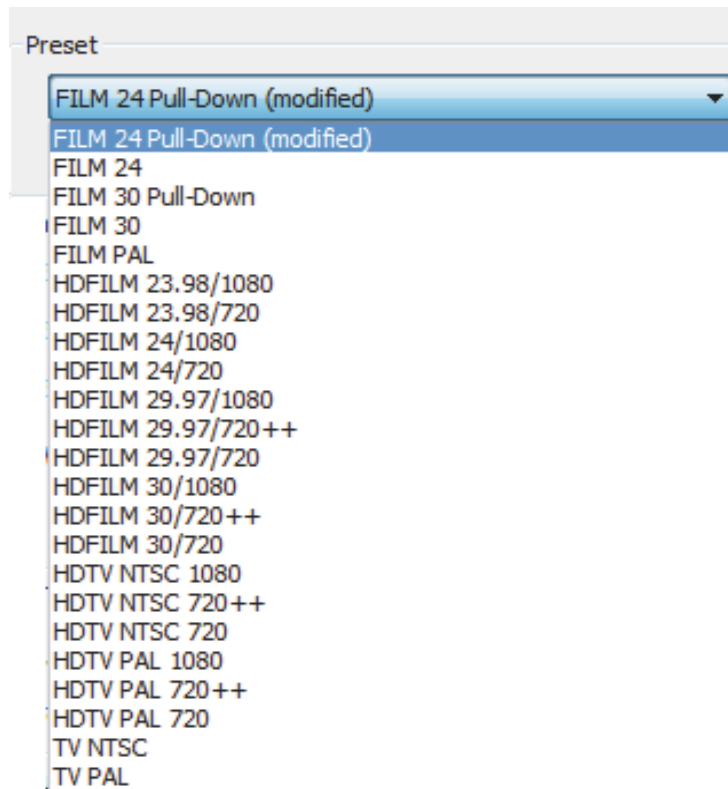 Preset
FILM 24 Pull-Down (modified)
FILM 24 Pull-Down (modified)
FILM 24
FILM 30 Pull-Down
FILM 30
FILM PAL
HDFILM 23.98/1080
HDFILM 23.98/720
HDFILM 24/1080
HDFILM 24/720
HDFILM 29.97/1080
HDFILM 29.97/720++
HDFILM 29.97/720
HDFILM 30/1080
HDFILM 30/720++
HDFILM 30/720
HDTV NTSC 1080
HDTV NTSC 720++
HDTV NTSC 720
HDTV PAL 1080
HDTV PAL 720++
HDTV PAL 720
TV NTSC
TV PAL